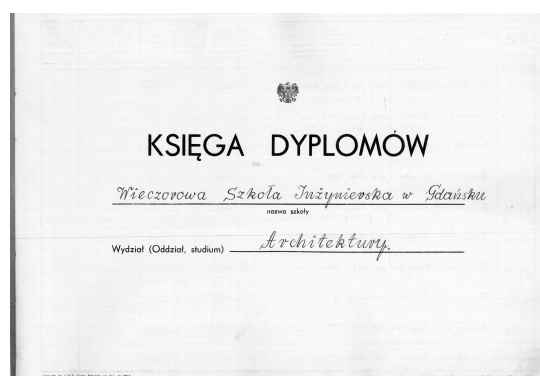 KSIĘGA DYPLOMÓW
Wieczorowa Szkoła Inżynierska w Gdańsku
nazwa szkoły
Wydział (Oddział, studium) Architektury.